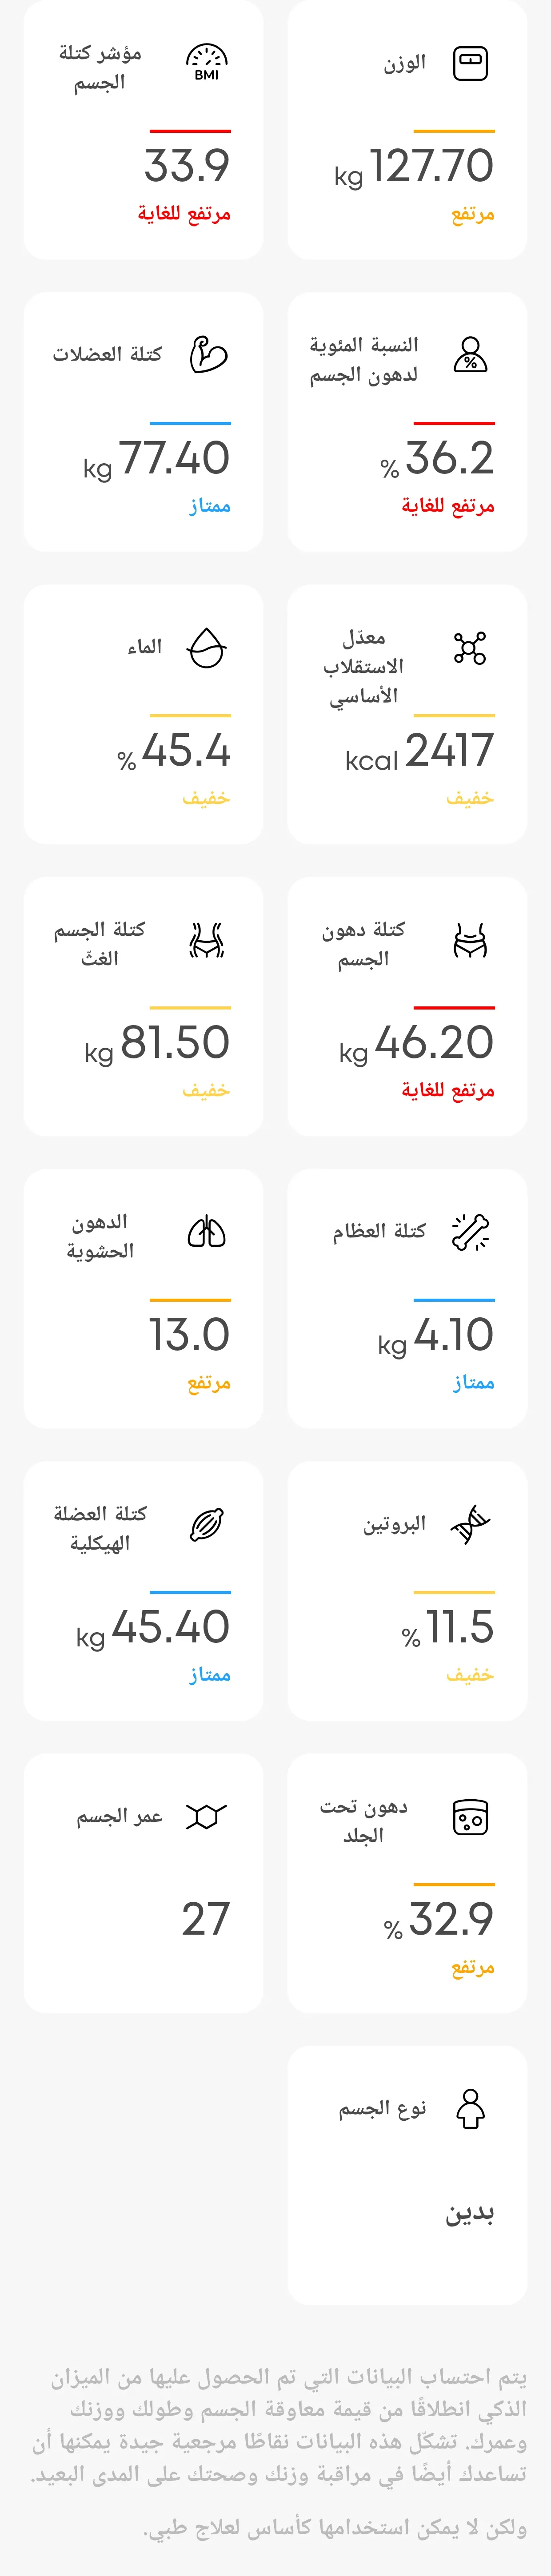 الوزن
127.70 kg
مرتفع
مؤشر كتلة
الجسم
BMI
33.9
مرتفع للغاية
النسبة المئوية
لدهون الجسم
%
36.2 %
مرتفع للغاية
كتلة العضلات
77.40 kg
ممتاز
معدّل
الاستقلاب
الأساسي
2417 kcal
خفيف
الماء
45.4 %
خفيف
كتلة دهون
الجسم
46.20 kg
مرتفع للغاية
كتلة الجسم
الغثّ
81.50 kg
خفيف
كتلة العظام
4.10 kg
ممتاز
الدهون
الحشوية
13.0
مرتفع
البروتين
11.5 %
خفيف
كتلة العضلة
الهيكلية
45.40 kg
ممتاز
دهون تحت
الجلد
32.9 %
مرتفع
عمر الجسم
27
نوع الجسم
بدين
يتم احتساب البيانات التي تم الحصول عليها من الميزان
الذكي انطلاقًا من قيمة معاوقة الجسم وطولك ووزنك
وعمرك. تشكّل هذه البيانات نقاطًا مرجعية جيدة يمكنها أن
تساعدك أيضًا في مراقبة وزنك وصحتك على المدى البعيد.
ولكن لا يمكن استخدامها كأساس لعلاج طبي.